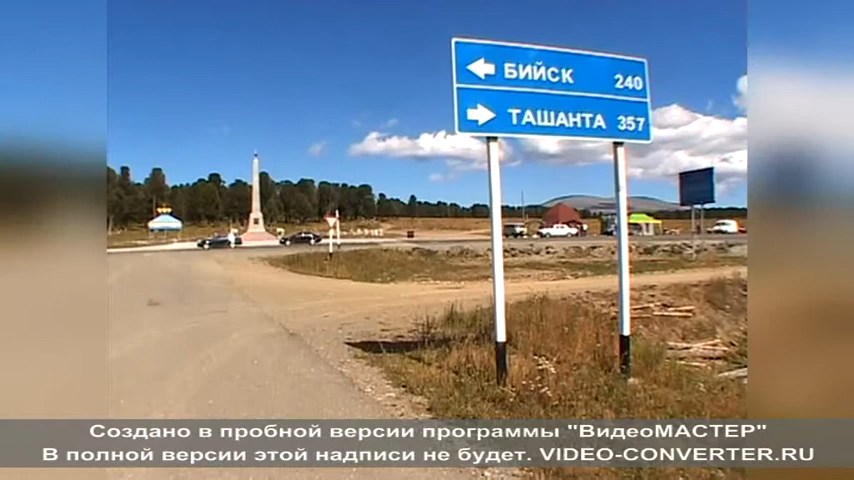 БИЙСК 240
ТАШАНТА 357
Создано в пробной версии программы "ВидеоМАСТЕР"
В полной версии этой надписи не будет. VIDEO-CONVERTER.RU